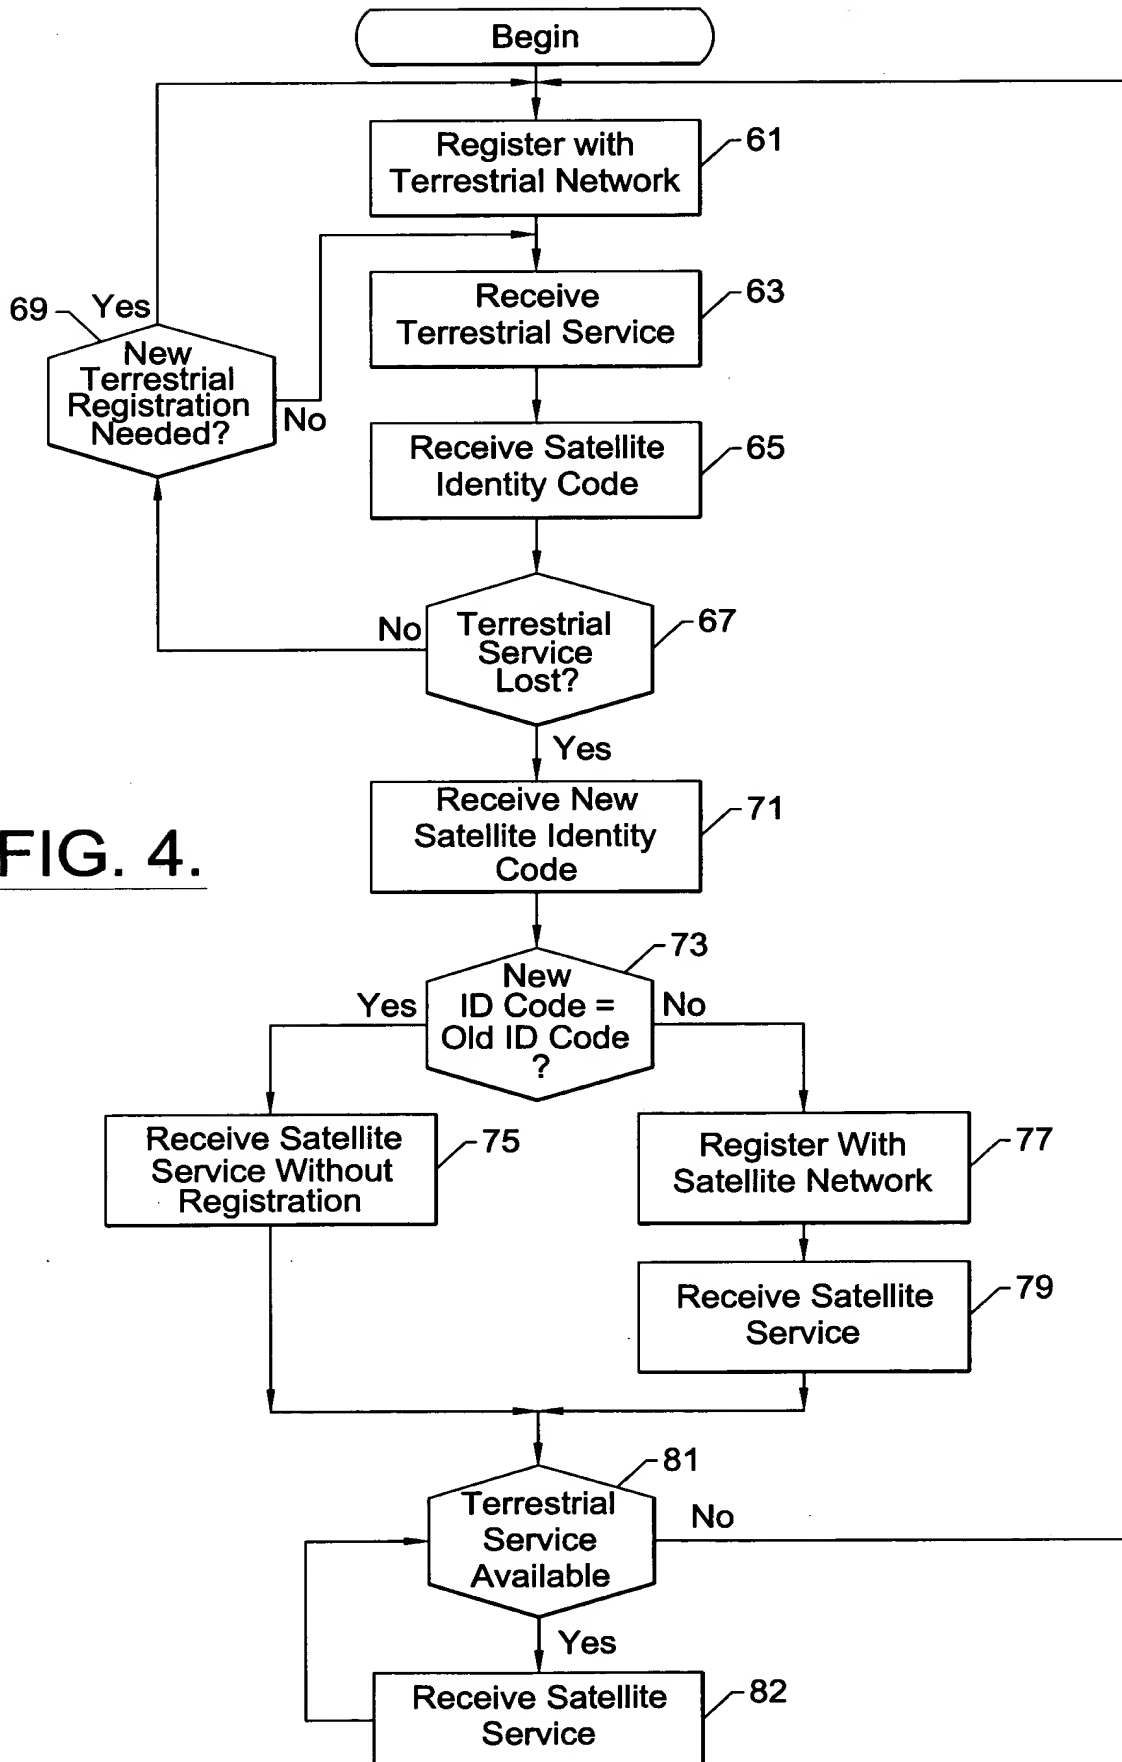 Begin
Register with
Terrestrial Network
61
Receive
Terrestrial Service
63
Yes
69
New
Terrestrial
Registration
Needed?
No
Receive Satellite
Identity Code
65
No
Terrestrial
Service
Lost?
67
Yes
Receive New
Satellite Identity
Code
71
FIG. 4.
New
ID Code =
Old ID Code
?
73
Yes
No
Receive Satellite
Service Without
Registration
75
Register With
Satellite Network
77
Receive Satellite
Service
79
Terrestrial
Service
Available
81
No
Yes
Receive Satellite
Service
82